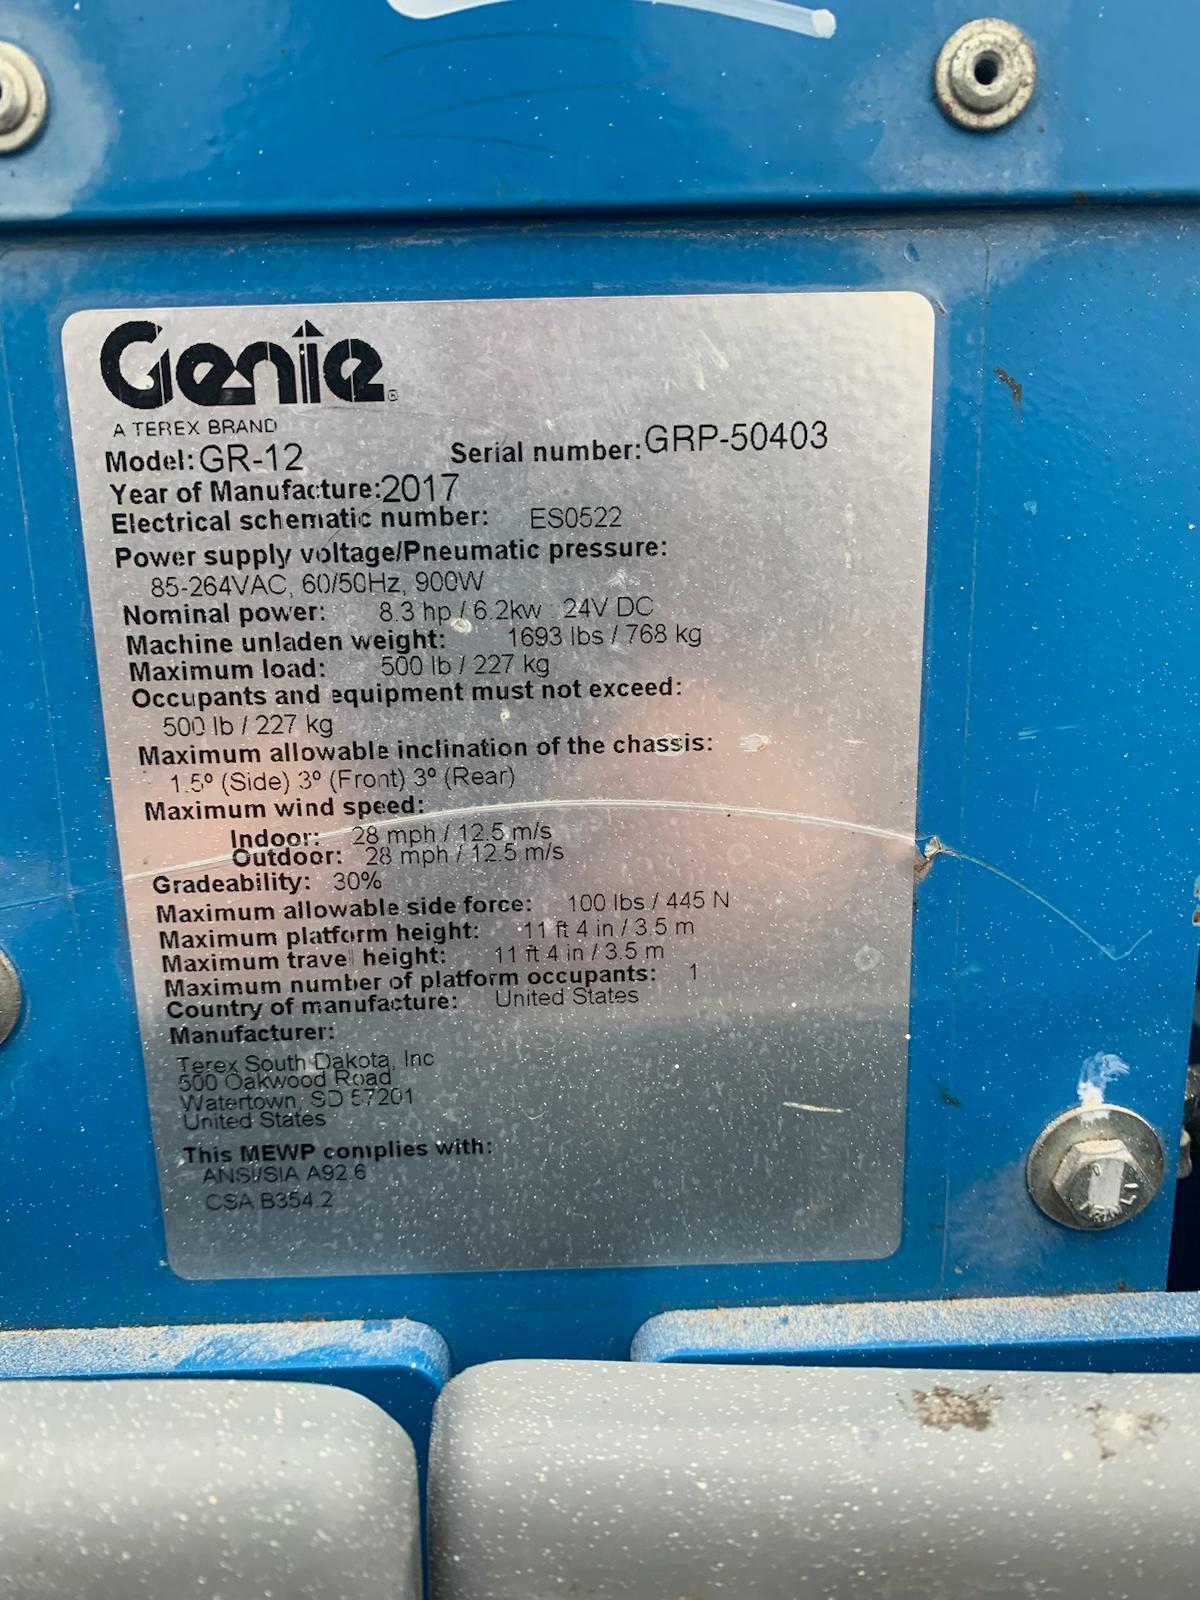 Genie®
A TEREX BRAND
Model: GR-12 Serial number: GRP-50403
Year of Manufacture: 2017
Electrical schematic number: ES0522
Power supply voltage/Pneumatic pressure:
85-264VAC, 60/50Hz, 900W
Nominal power: 8.3 hp / 6.2kw 24V DC
Machine unladen weight: 1693 lbs / 768 kg
Maximum load: 500 lb / 227 kg
Occupants and equipment must not exceed:
500 lb / 227 kg
Maximum allowable inclination of the chassis:
1.5º (Side) 3º (Front) 3º (Rear)
Maximum wind speed:
Indoor: 28 mph / 12.5 m/s
Outdoor: 28 mph / 12.5 m/s
Gradeability: 30%
Maximum allowable side force: 100 lbs / 445 N
Maximum platform height: 11 ft 4 in / 3.5 m
Maximum travel height: 11 ft 4 in / 3.5 m
Maximum number of platform occupants: 1
Country of manufacture: United States
Manufacturer:
Terex South Dakota, Inc
500 Oakwood Road
Watertown, SD 57201
United States
This MEWP complies with:
ANSI/SIA A92.6
CSA B354.2